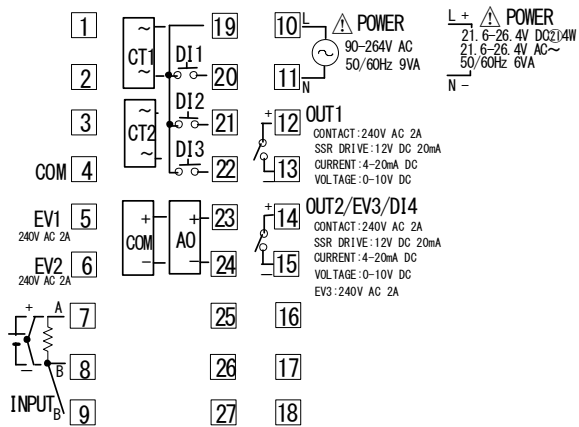 1
2
3
COM 4
EV1 5
240V AC 2A
EV2 6
240V AC 2A
+ A 7
− B 8
INPUT B 9
~ CT1 ~
~ CT2 ~
19
DI1
20
DI2
21
DI3
22
+ COM −
+ AO −
23
24
25
26
27
10 L ⚠ POWER
90-264V AC
50/60Hz 9VA
11 N
+ 12 OUT1
CONTACT:240V AC 2A
SSR DRIVE:12V DC 20mA
CURRENT:4-20mA DC
− 13
VOLTAGE:0-10V DC
+ 14 OUT2/EV3/DI4
CONTACT:240V AC 2A
SSR DRIVE:12V DC 20mA
− 15
CURRENT:4-20mA DC
VOLTAGE:0-10V DC
EV3:240V AC 2A
16
17
18
L + ⚠ POWER
21.6-26.4V DC 4W
21.6-26.4V AC~
50/60Hz 6VA
N −